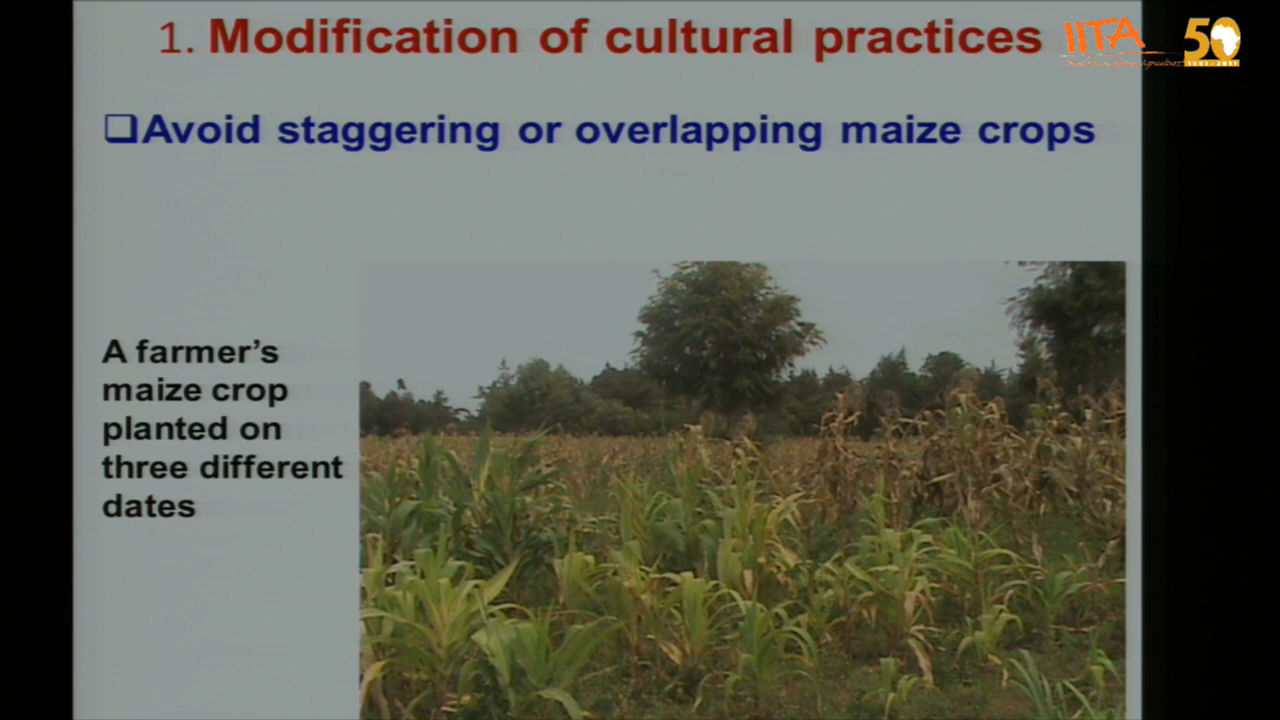 1. Modification of cultural practices
IITA
50
❑Avoid staggering or overlapping maize crops
A farmer's
maize crop
planted on
three different
dates